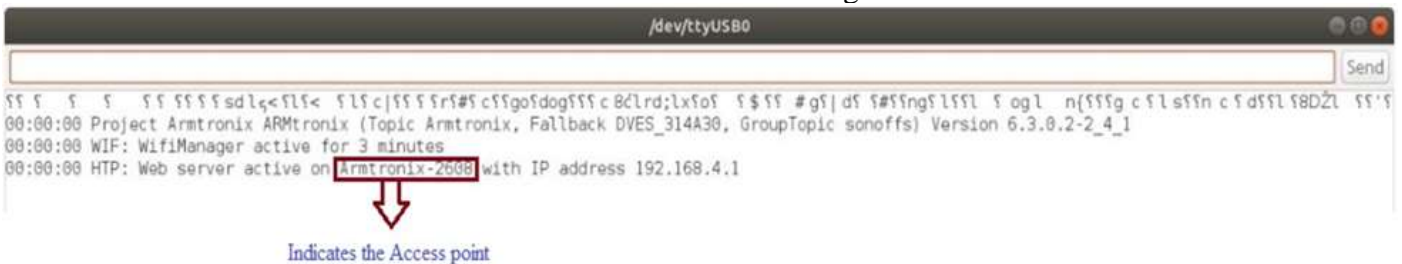 /dev/ttyUSB0
Send
00:00:00 Project Armtronix ARMtronix (Topic Armtronix, Fallback DVES_314A30, GroupTopic sonoffs) Version 6.3.0.2-2_4_1
00:00:00 WIF: WifiManager active for 3 minutes
00:00:00 HTP: Web server active on Armtronix-2608 with IP address 192.168.4.1
Indicates the Access point